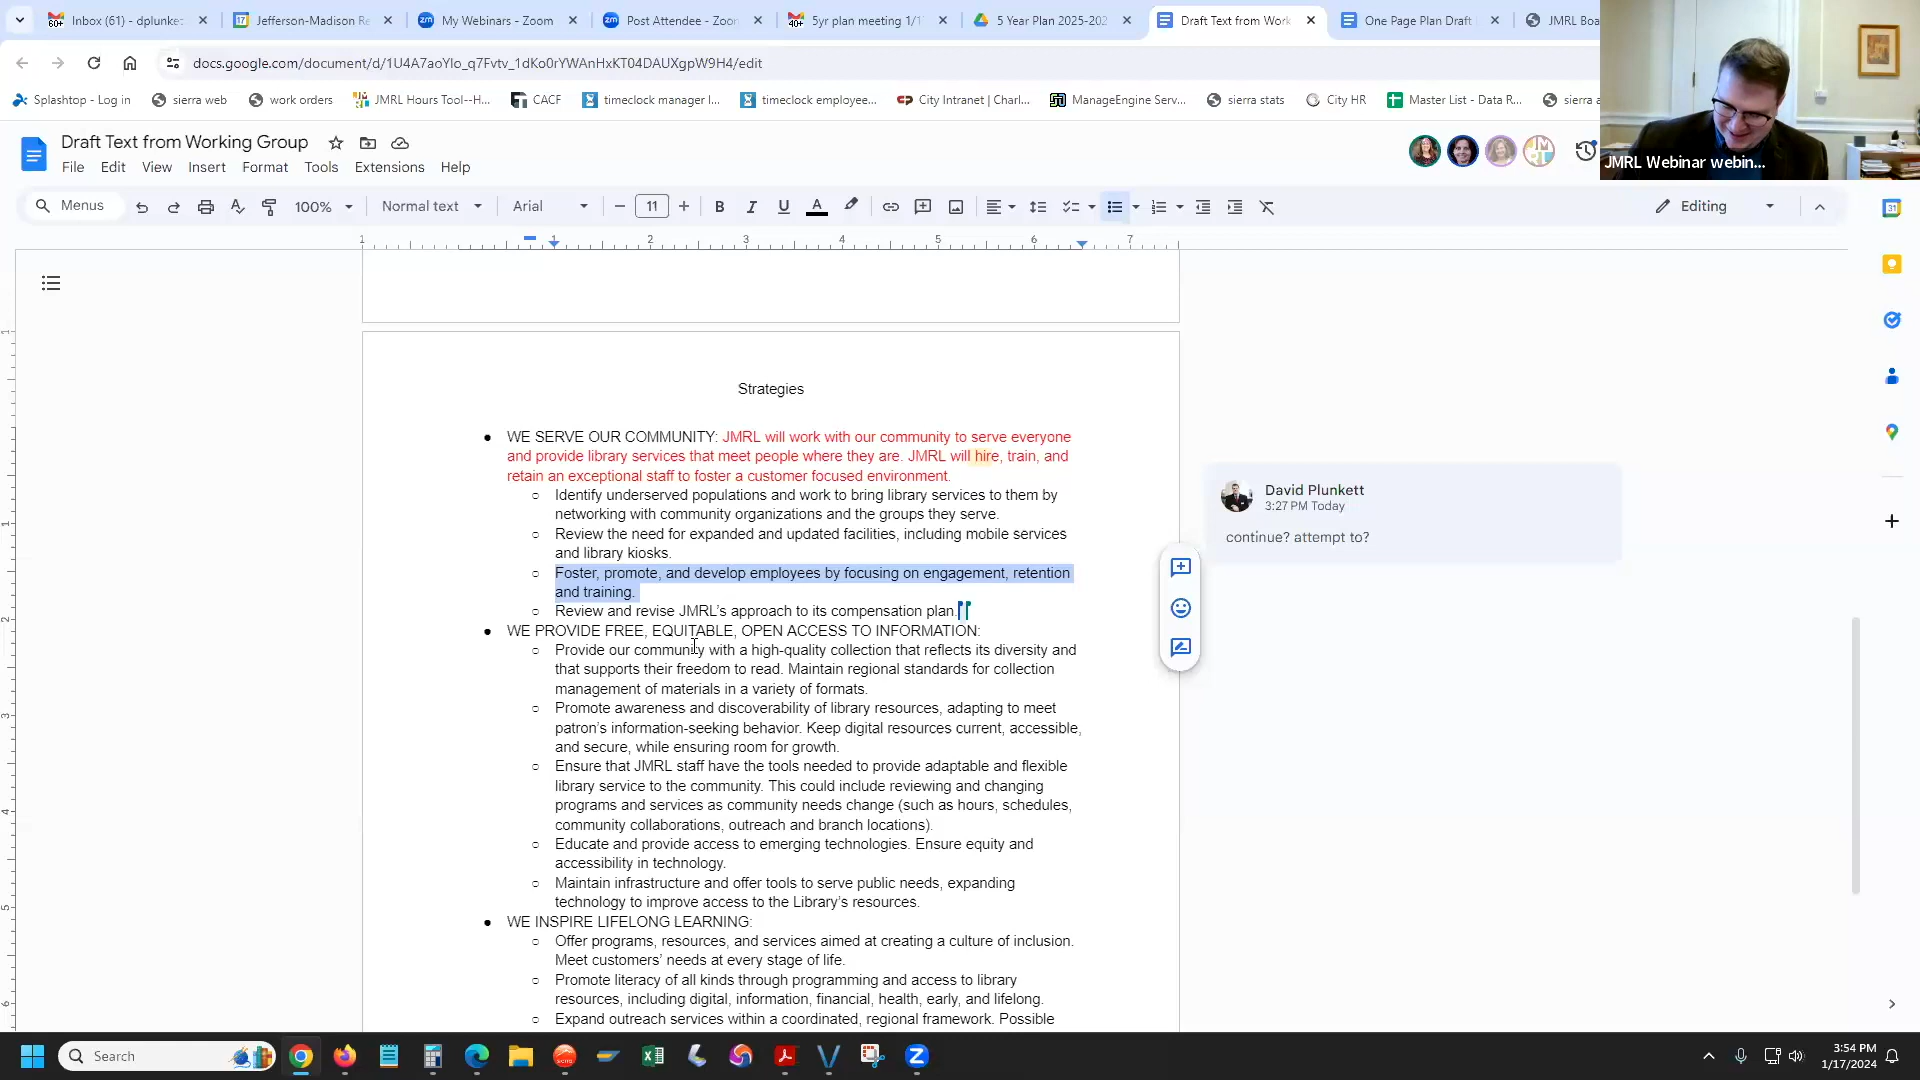 Inbox (61) - dplunke
Jefferson-Madison Re
My Webinars - Zoom
Post Attendee - Zoom
5yr plan meeting 1/1
5 Year Plan 2025-202
Draft Text from Work
One Page Plan Draft
JMRL Boa
docs.google.com/document/d/1U4A7aoYIo_q7Fvtv_1dKo0rYWAnHxKT04DAUXgpW9H4/edit
Splashtop - Log in
sierra web
work orders
JMRL Hours Tool--H...
CACF
timeclock manager l...
timeclock employee...
City Intranet | Charl...
ManageEngine Serv...
sierra stats
City HR
Master List - Data R...
sierra a
JMRL Webinar webin...
Draft Text from Working Group
File Edit View Insert Format Tools Extensions Help
Menus 100% Normal text Arial 11 Editing
1 1 2 3 4 5 6 7
Strategies
WE SERVE OUR COMMUNITY: JMRL will work with our community to serve everyone
and provide library services that meet people where they are. JMRL will hire, train, and
retain an exceptional staff to foster a customer focused environment.
Identify underserved populations and work to bring library services to them by
networking with community organizations and the groups they serve.
Review the need for expanded and updated facilities, including mobile services
and library kiosks.
Foster, promote, and develop employees by focusing on engagement, retention
and training.
Review and revise JMRL's approach to its compensation plan.
WE PROVIDE FREE, EQUITABLE, OPEN ACCESS TO INFORMATION:
Provide our community with a high-quality collection that reflects its diversity and
that supports their freedom to read. Maintain regional standards for collection
management of materials in a variety of formats.
Promote awareness and discoverability of library resources, adapting to meet
patron's information-seeking behavior. Keep digital resources current, accessible,
and secure, while ensuring room for growth.
Ensure that JMRL staff have the tools needed to provide adaptable and flexible
library service to the community. This could include reviewing and changing
programs and services as community needs change (such as hours, schedules,
community collaborations, outreach and branch locations).
Educate and provide access to emerging technologies. Ensure equity and
accessibility in technology.
Maintain infrastructure and offer tools to serve public needs, expanding
technology to improve access to the Library's resources.
WE INSPIRE LIFELONG LEARNING:
Offer programs, resources, and services aimed at creating a culture of inclusion.
Meet customers' needs at every stage of life.
Promote literacy of all kinds through programming and access to library
resources, including digital, information, financial, health, early, and lifelong.
Expand outreach services within a coordinated, regional framework. Possible
David Plunkett
3:27 PM Today
continue? attempt to?
Search
3:54 PM
1/17/2024